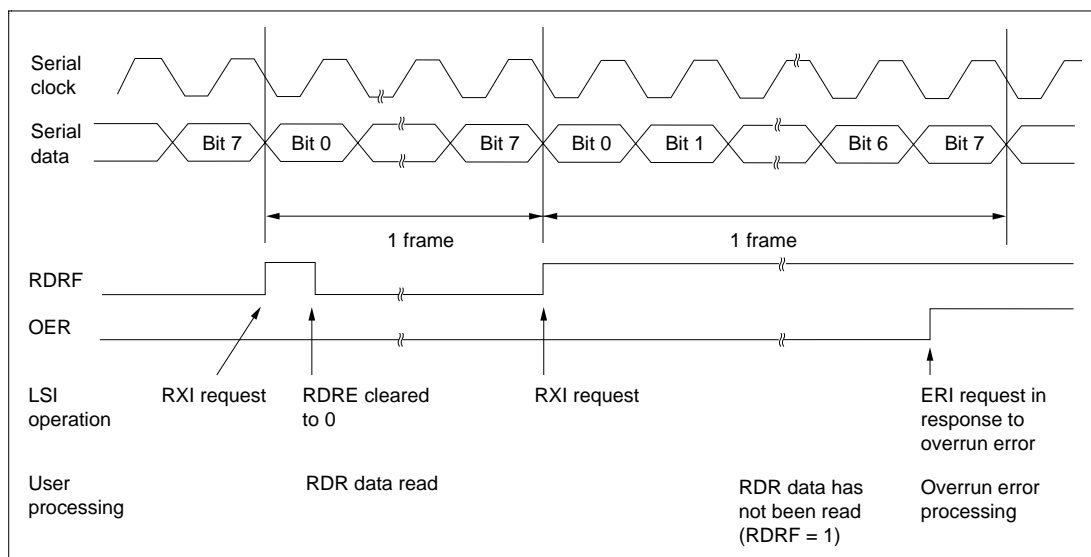 Serial
clock
Serial
data
Bit 7
Bit 0
Bit 7
Bit 0
Bit 1
Bit 6
Bit 7
1 frame
1 frame
RDRF
OER
LSI
operation
RXI request
RDRE cleared
to 0
RXI request
ERI request in
response to
overrun error
User
processing
RDR data read
RDR data has
not been read
(RDRF = 1)
Overrun error
processing